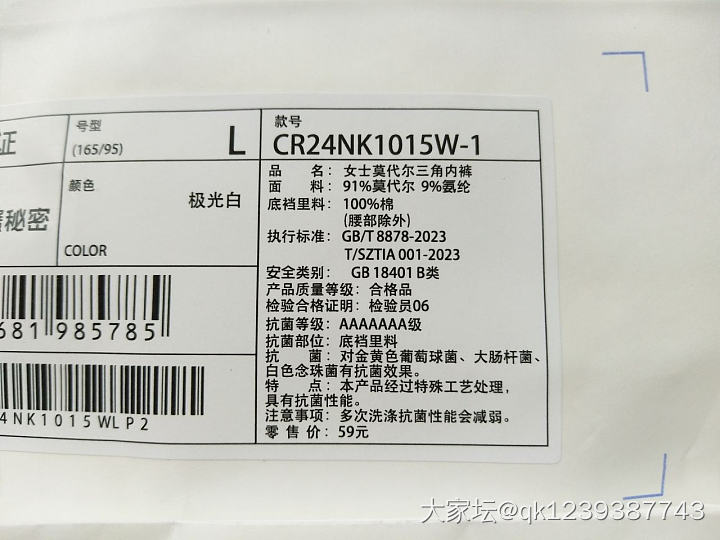 证
号型
(165/95)
L
款号
CR24NK1015W-1
颜色
极光白
COLOR
秘密
品名：女士莫代尔三角内裤
面料：91%莫代尔 9%氨纶
底裆里料：100%棉
(腰部除外)
执行标准：GB/T 8878-2023
T/SZTIA 001-2023
安全类别：GB 18401 B类
产品质量等级：合格品
检验合格证明：检验员06
抗菌等级：AAAAAAA级
抗菌部位：底裆里料
抗菌：对金黄色葡萄球菌、大肠杆菌、
白色念珠菌有抗菌效果。
特点：本产品经过特殊工艺处理，
具有抗菌性能。
注意事项：多次洗涤抗菌性能会减弱。
零售价：59元
681 985785
4NK1015WLP2
大家坛@qk1239387743